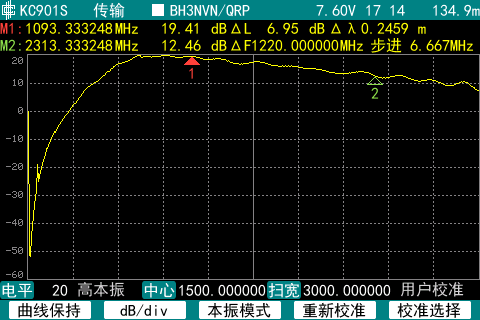 KC901S 传输 BH3NVN/QRP 7.60V 17 14 134.9m
M1:1093.333248MHz 19.41 dB ΔL 6.95 dB Δ λ 0.2459 m
M2:2313.333248MHz 12.46 dB ΔF1220.000000MHz 步进 6.667MHz
20
10
0
-10
-20
-30
-40
-50
-60
1
2
电平 20 高本振 中心 1500.000000 扫宽 3000.000000 用户校准
曲线保持 dB/div 本振模式 重新校准 校准选择